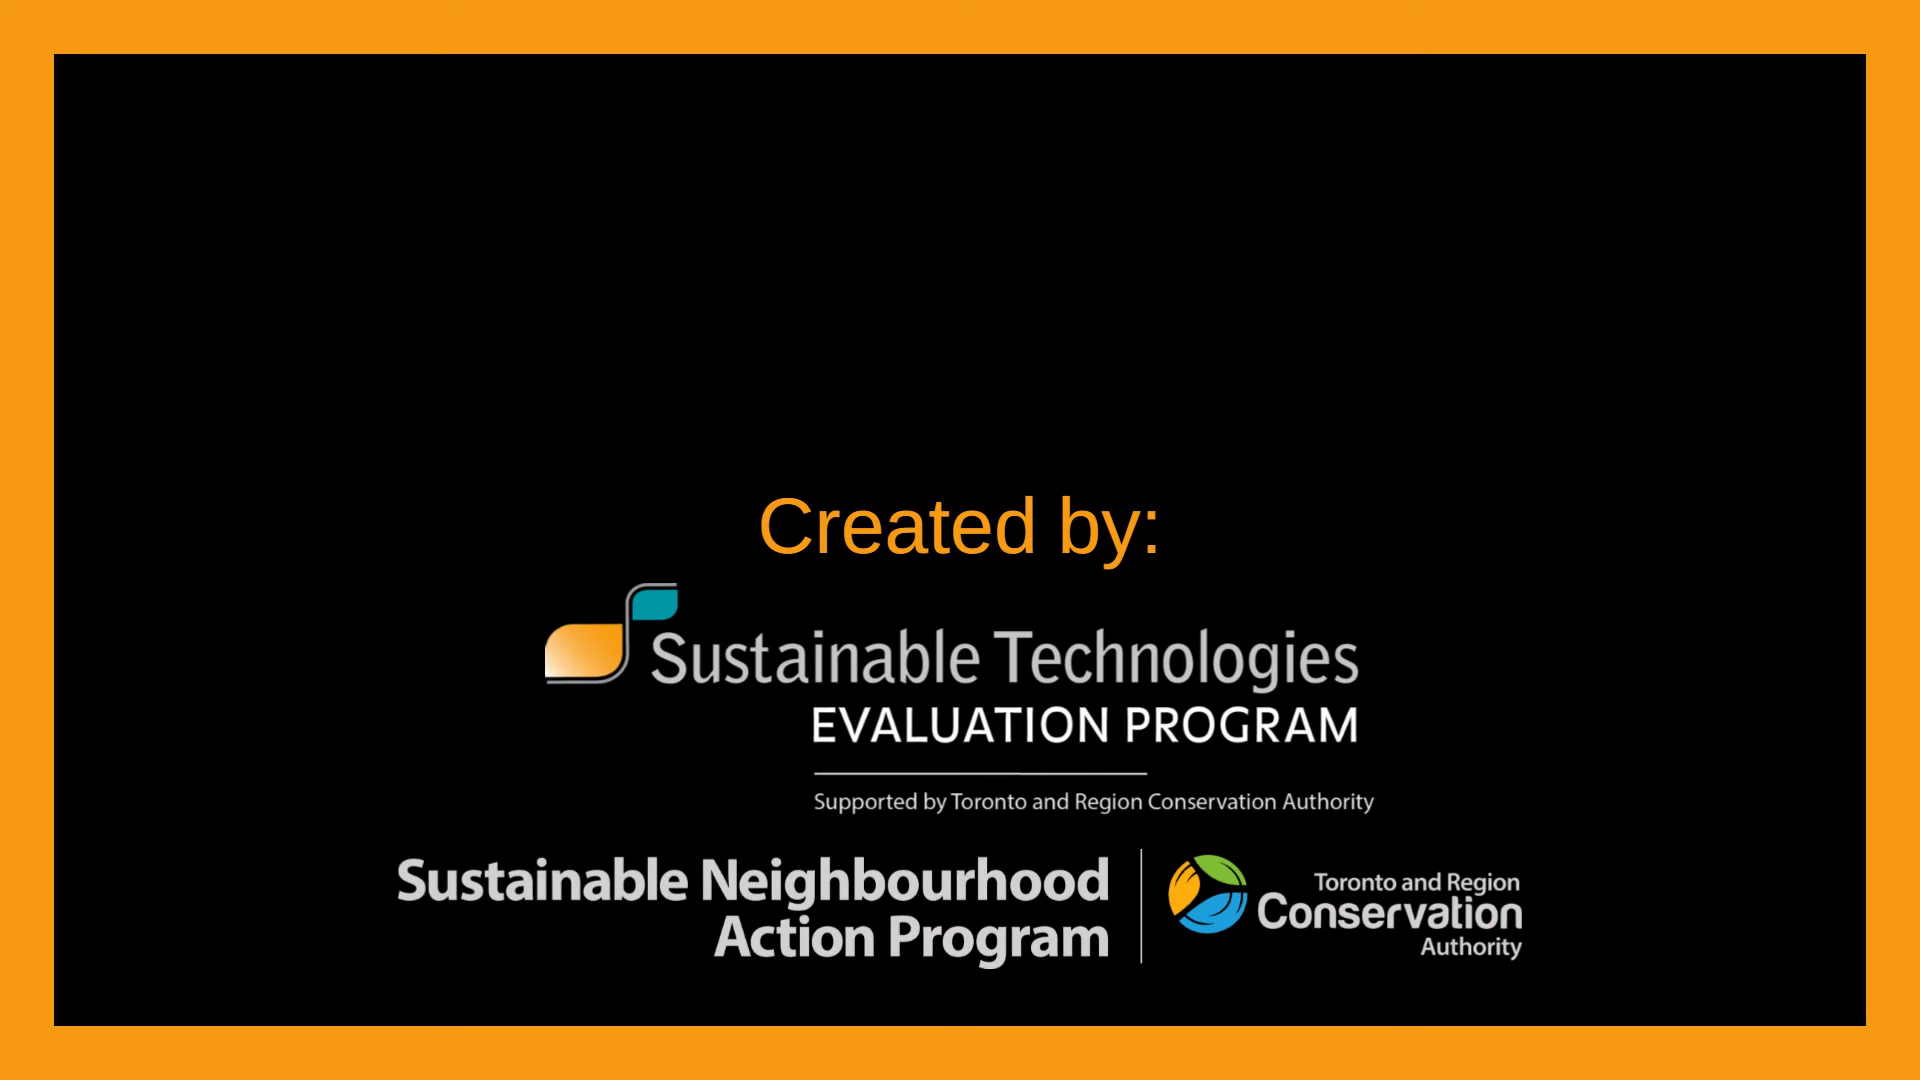 Created by:
Sustainable Technologies
EVALUATION PROGRAM
Supported by Toronto and Region Conservation Authority
Sustainable Neighbourhood
Action Program
Toronto and Region
Conservation
Authority